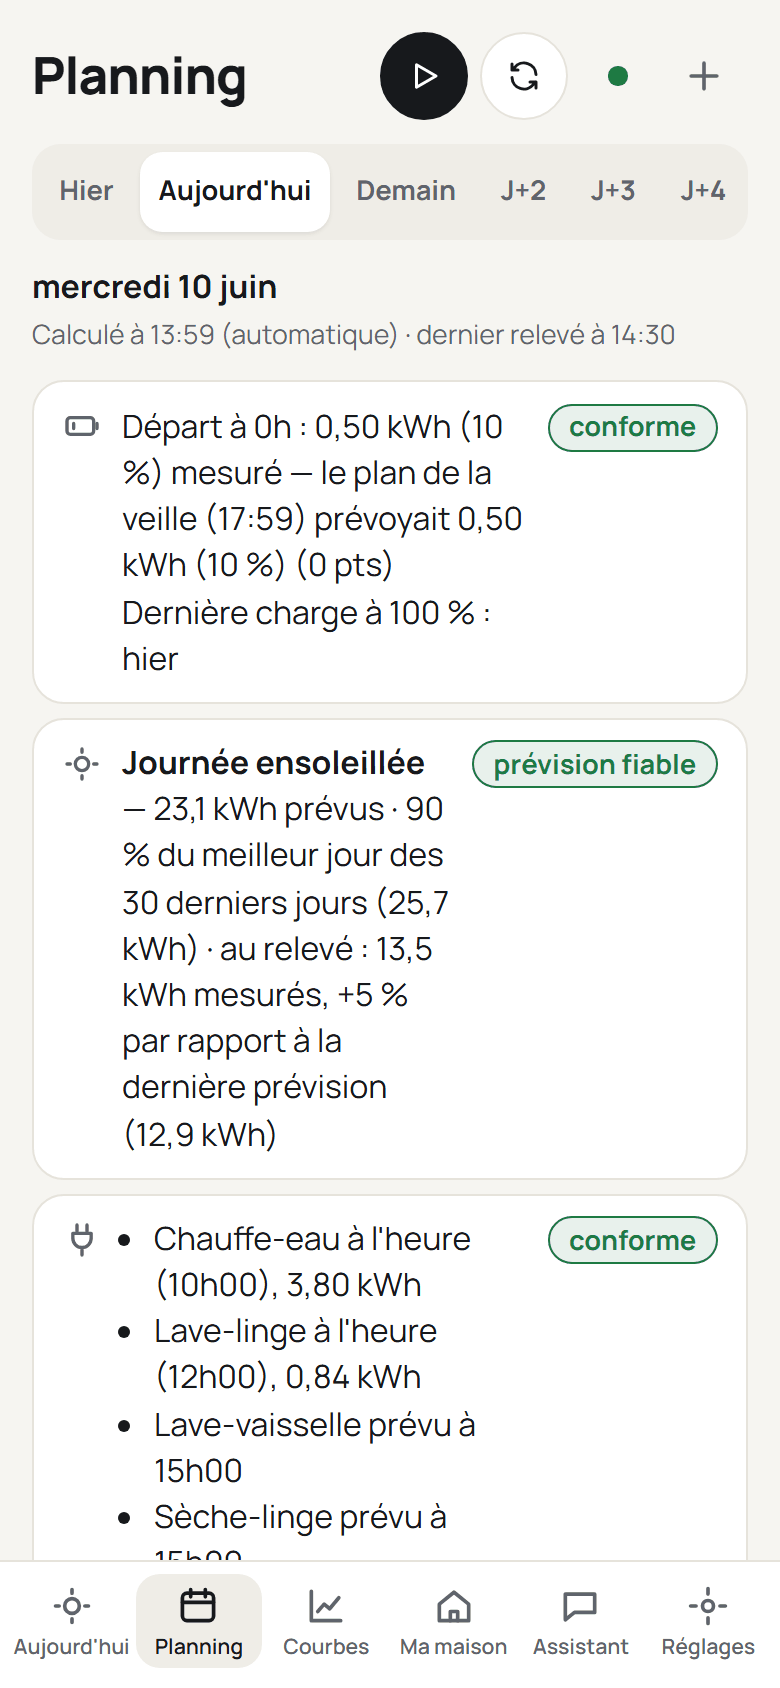 Planning
Hier Aujourd'hui Demain J+2 J+3 J+4
mercredi 10 juin
Calculé à 13:59 (automatique) · dernier relevé à 14:30
Départ à 0h : 0,50 kWh (10
%) mesuré — le plan de la
veille (17:59) prévoyait 0,50
kWh (10 %) (0 pts)
Dernière charge à 100 % :
hier
conforme
Journée ensoleillée
— 23,1 kWh prévus · 90
% du meilleur jour des
30 derniers jours (25,7
kWh) · au relevé : 13,5
kWh mesurés, +5 %
par rapport à la
dernière prévision
(12,9 kWh)
prévision fiable
• Chauffe-eau à l'heure
(10h00), 3,80 kWh
• Lave-linge à l'heure
(12h00), 0,84 kWh
• Lave-vaisselle prévu à
15h00
• Sèche-linge prévu à
15h00
conforme
Aujourd'hui Planning Courbes Ma maison Assistant Réglages